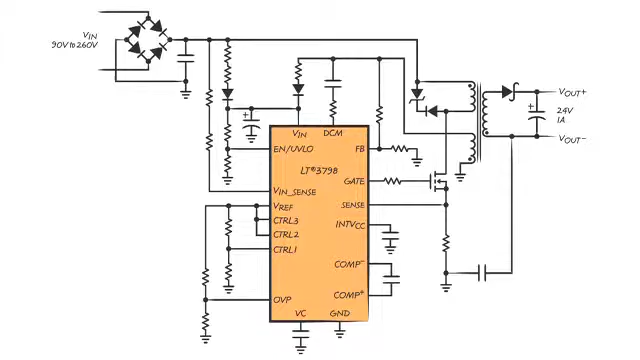 VIN
90V to 260V
VIN
DCM
EN/UVLO
FB
LT®3798
GATE
VIN_SENSE
VREF
SENSE
CTRL3
INTVCC
CTRL2
CTRL1
COMP–
OVP
COMP+
VC
GND
VOUT+
24V
1A
VOUT–